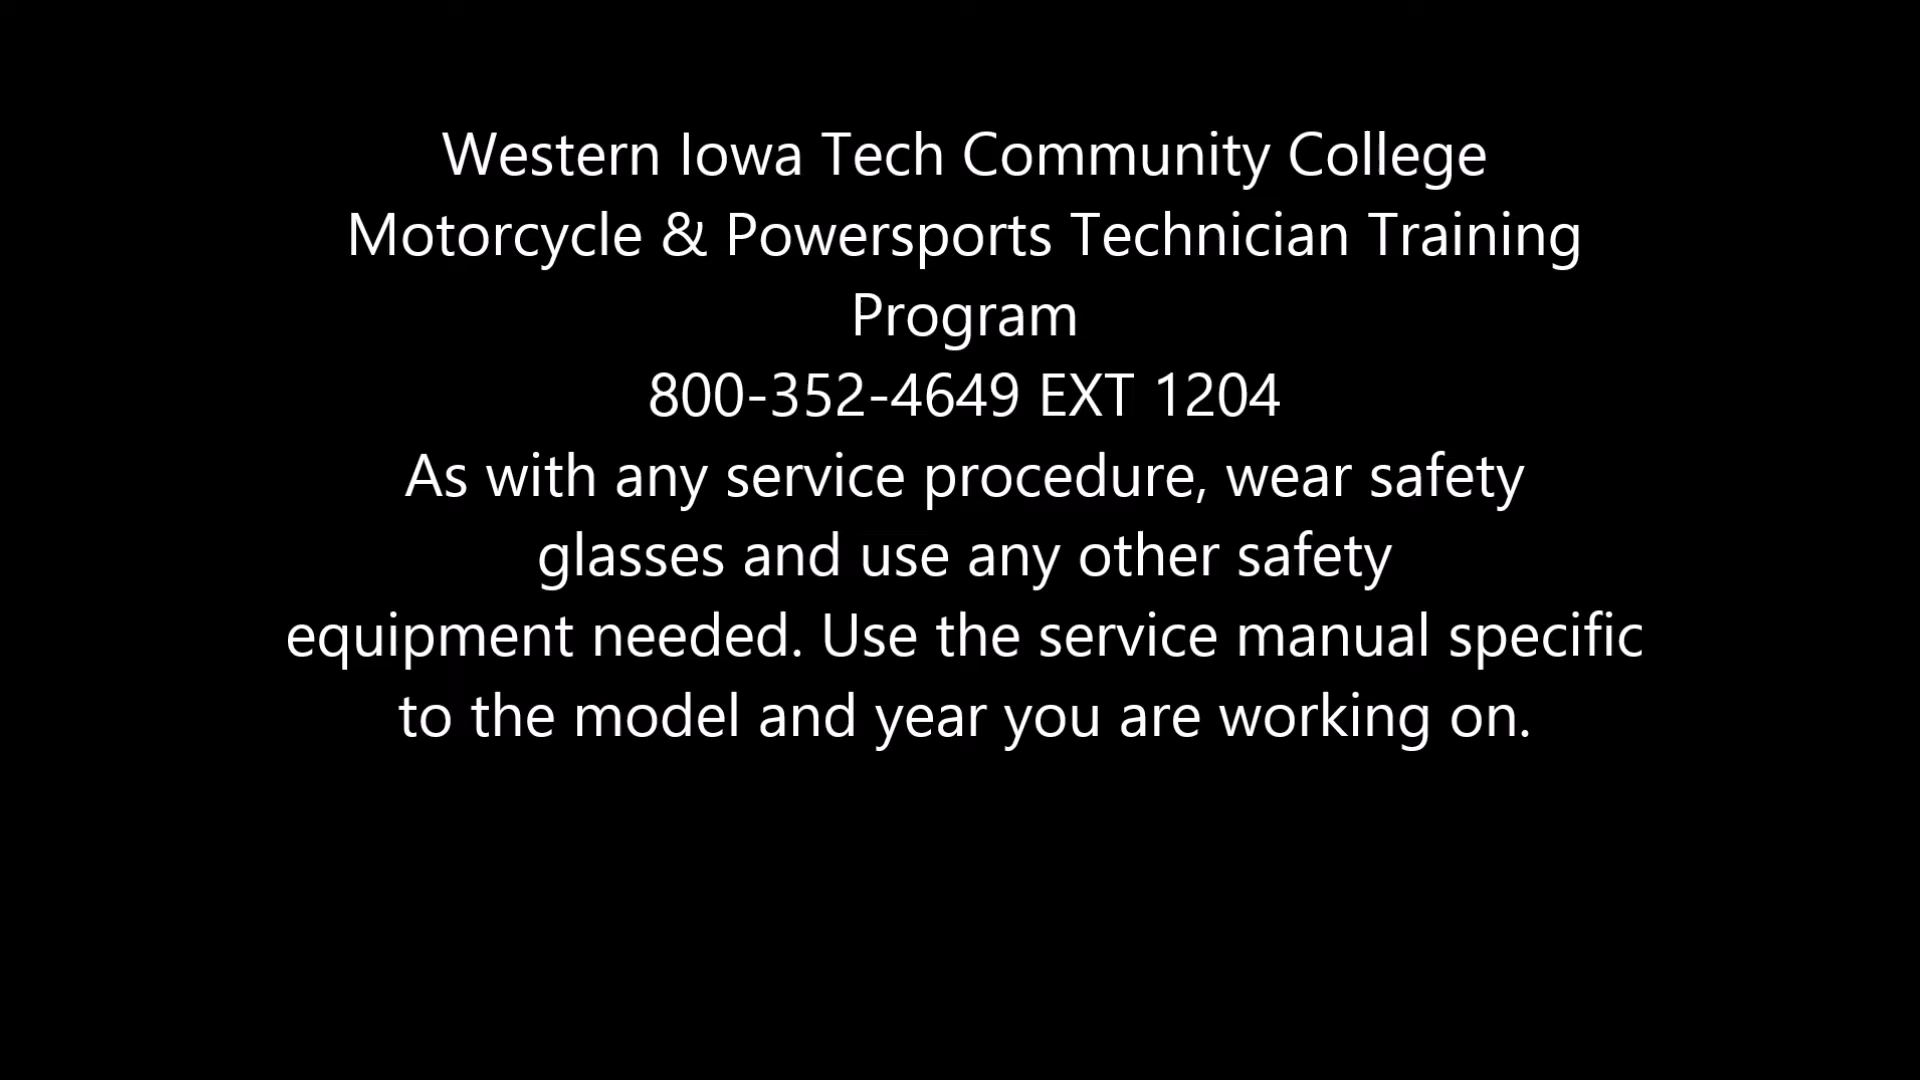 Western Iowa Tech Community College
Motorcycle & Powersports Technician Training
Program
800-352-4649 EXT 1204
As with any service procedure, wear safety
glasses and use any other safety
equipment needed. Use the service manual specific
to the model and year you are working on.